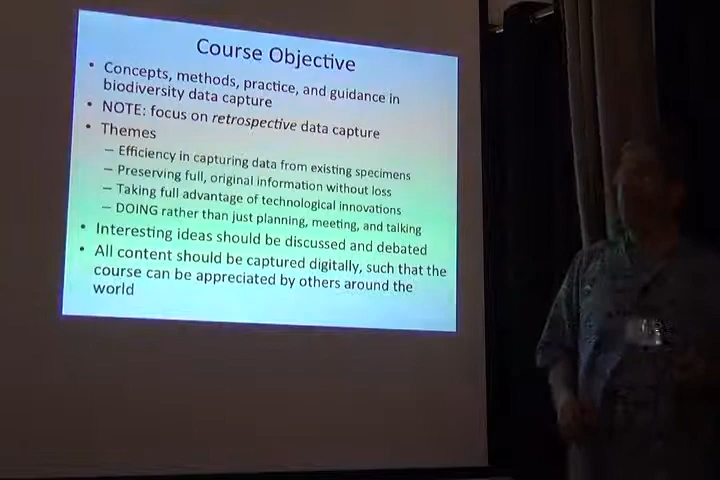 Course Objective
• Concepts, methods, practice, and guidance in
biodiversity data capture
• NOTE: focus on retrospective data capture
• Themes
– Efficiency in capturing data from existing specimens
– Preserving full, original information without loss
– Taking full advantage of technological innovations
– DOING rather than just planning, meeting, and talking
• Interesting ideas should be discussed and debated
• All content should be captured digitally, such that the
course can be appreciated by others around the
world